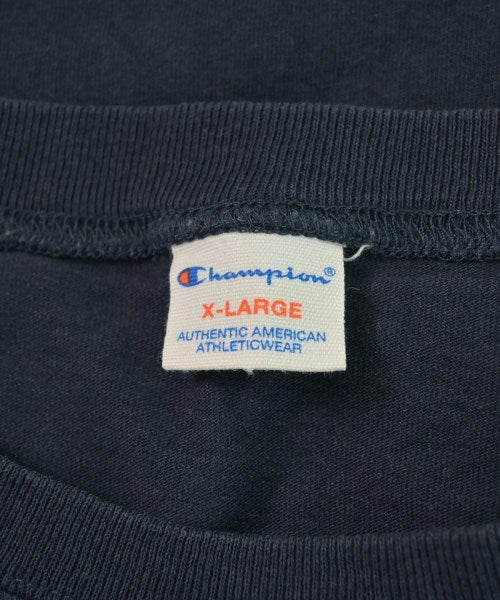 Champion®
X-LARGE
AUTHENTIC AMERICAN
ATHLETICWEAR